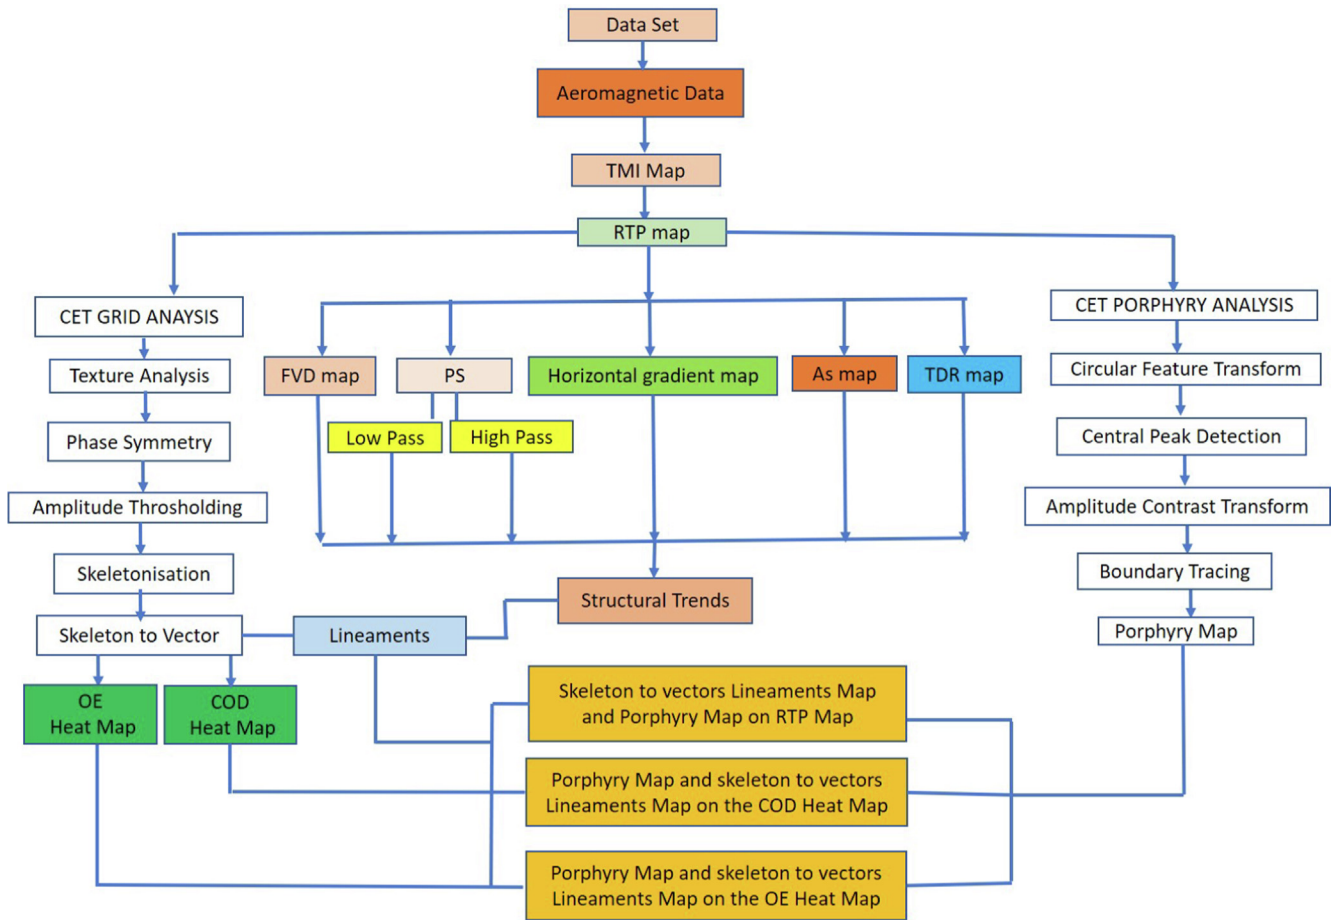 Data Set
Aeromagnetic Data
TMI Map
RTP map
CET GRID ANAYSIS
CET PORPHYRY ANALYSIS
Texture Analysis
FVD map
PS
Horizontal gradient map
As map
TDR map
Circular Feature Transform
Phase Symmetry
Low Pass
High Pass
Central Peak Detection
Amplitude Throsholding
Amplitude Contrast Transform
Skeletonisation
Boundary Tracing
Structural Trends
Skeleton to Vector
Lineaments
Porphyry Map
OE
Heat Map
COD
Heat Map
Skeleton to vectors Lineaments Map
and Porphyry Map on RTP Map
Porphyry Map and skeleton to vectors
Lineaments Map on the COD Heat Map
Porphyry Map and skeleton to vectors
Lineaments Map on the OE Heat Map